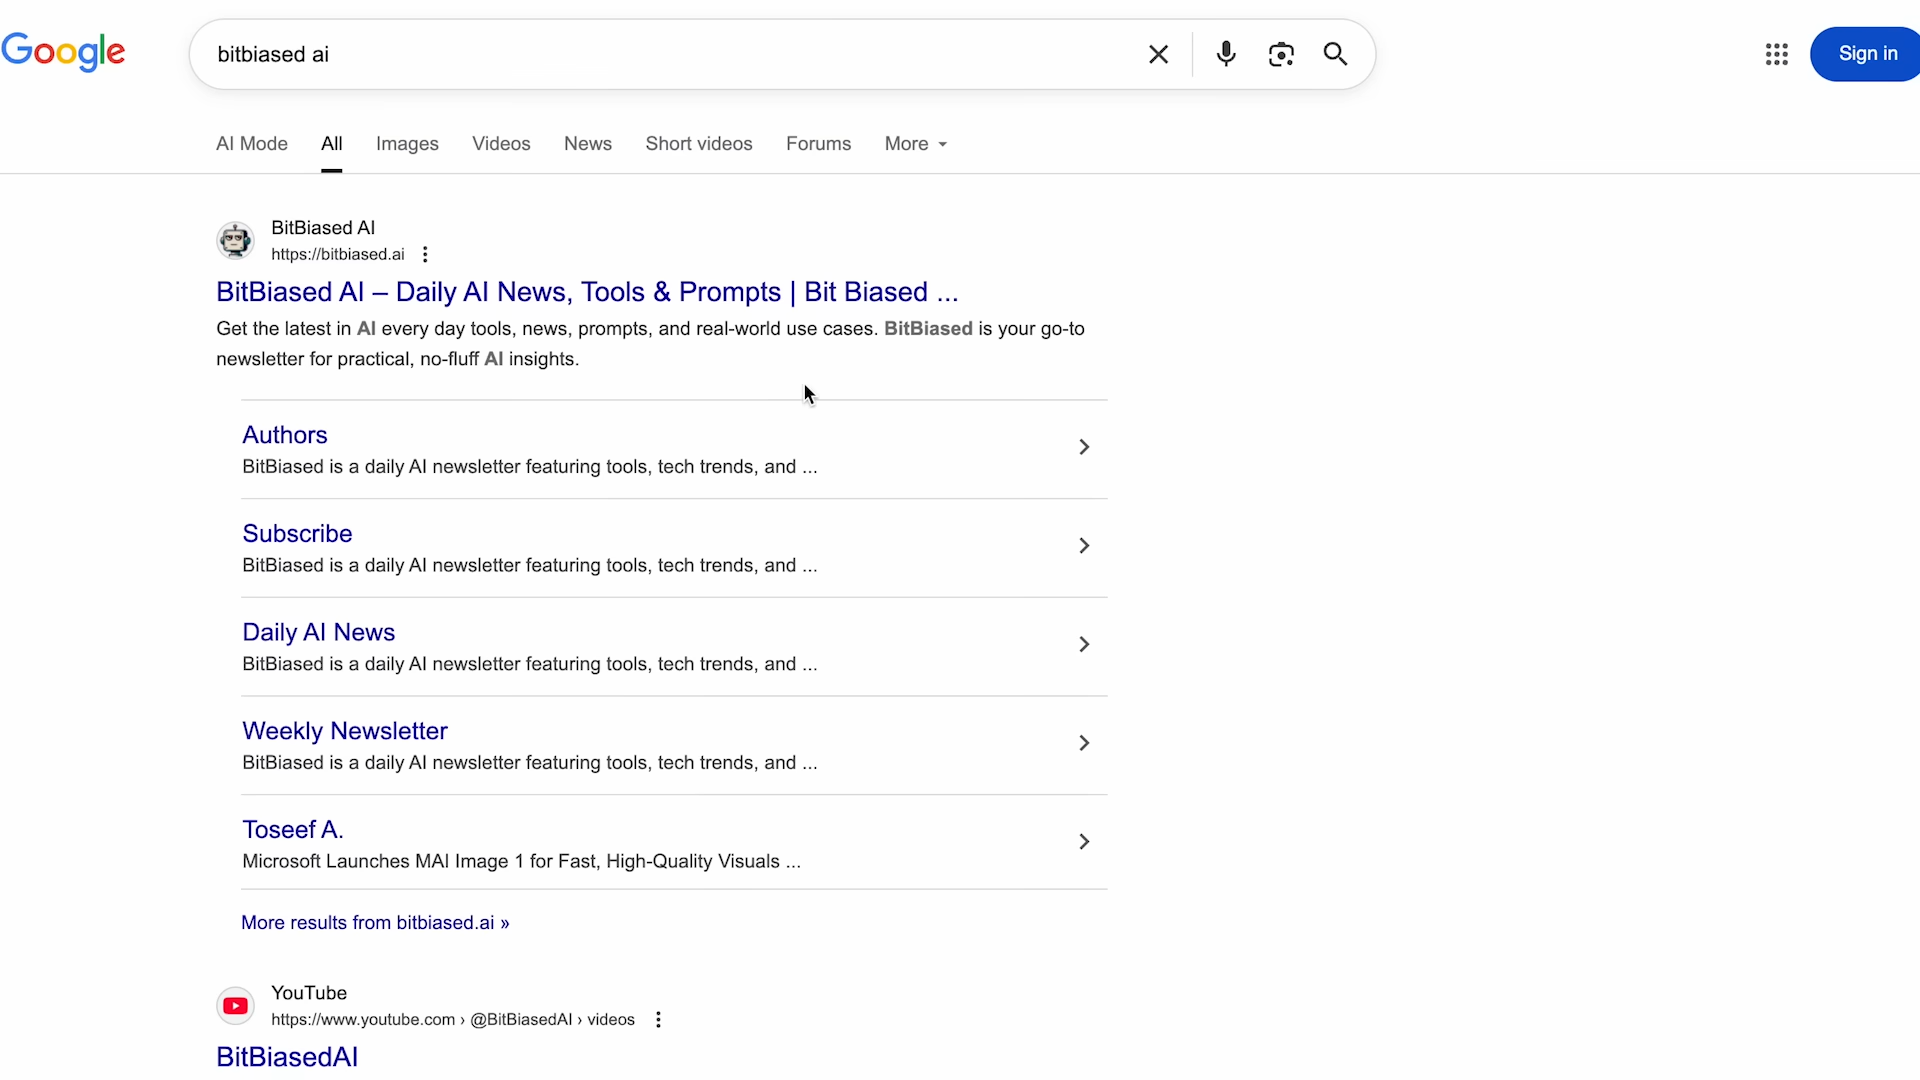 Google
bitbiased ai
Sign in
AI Mode
All
Images
Videos
News
Short videos
Forums
More
BitBiased AI
https://bitbiased.ai
BitBiased AI – Daily AI News, Tools & Prompts | Bit Biased ...
Get the latest in AI every day tools, news, prompts, and real-world use cases. BitBiased is your go-to
newsletter for practical, no-fluff AI insights.
Authors
BitBiased is a daily AI newsletter featuring tools, tech trends, and ...
Subscribe
BitBiased is a daily AI newsletter featuring tools, tech trends, and ...
Daily AI News
BitBiased is a daily AI newsletter featuring tools, tech trends, and ...
Weekly Newsletter
BitBiased is a daily AI newsletter featuring tools, tech trends, and ...
Toseef A.
Microsoft Launches MAI Image 1 for Fast, High-Quality Visuals ...
More results from bitbiased.ai »
YouTube
https://www.youtube.com › @BitBiasedAI › videos
BitBiasedAI